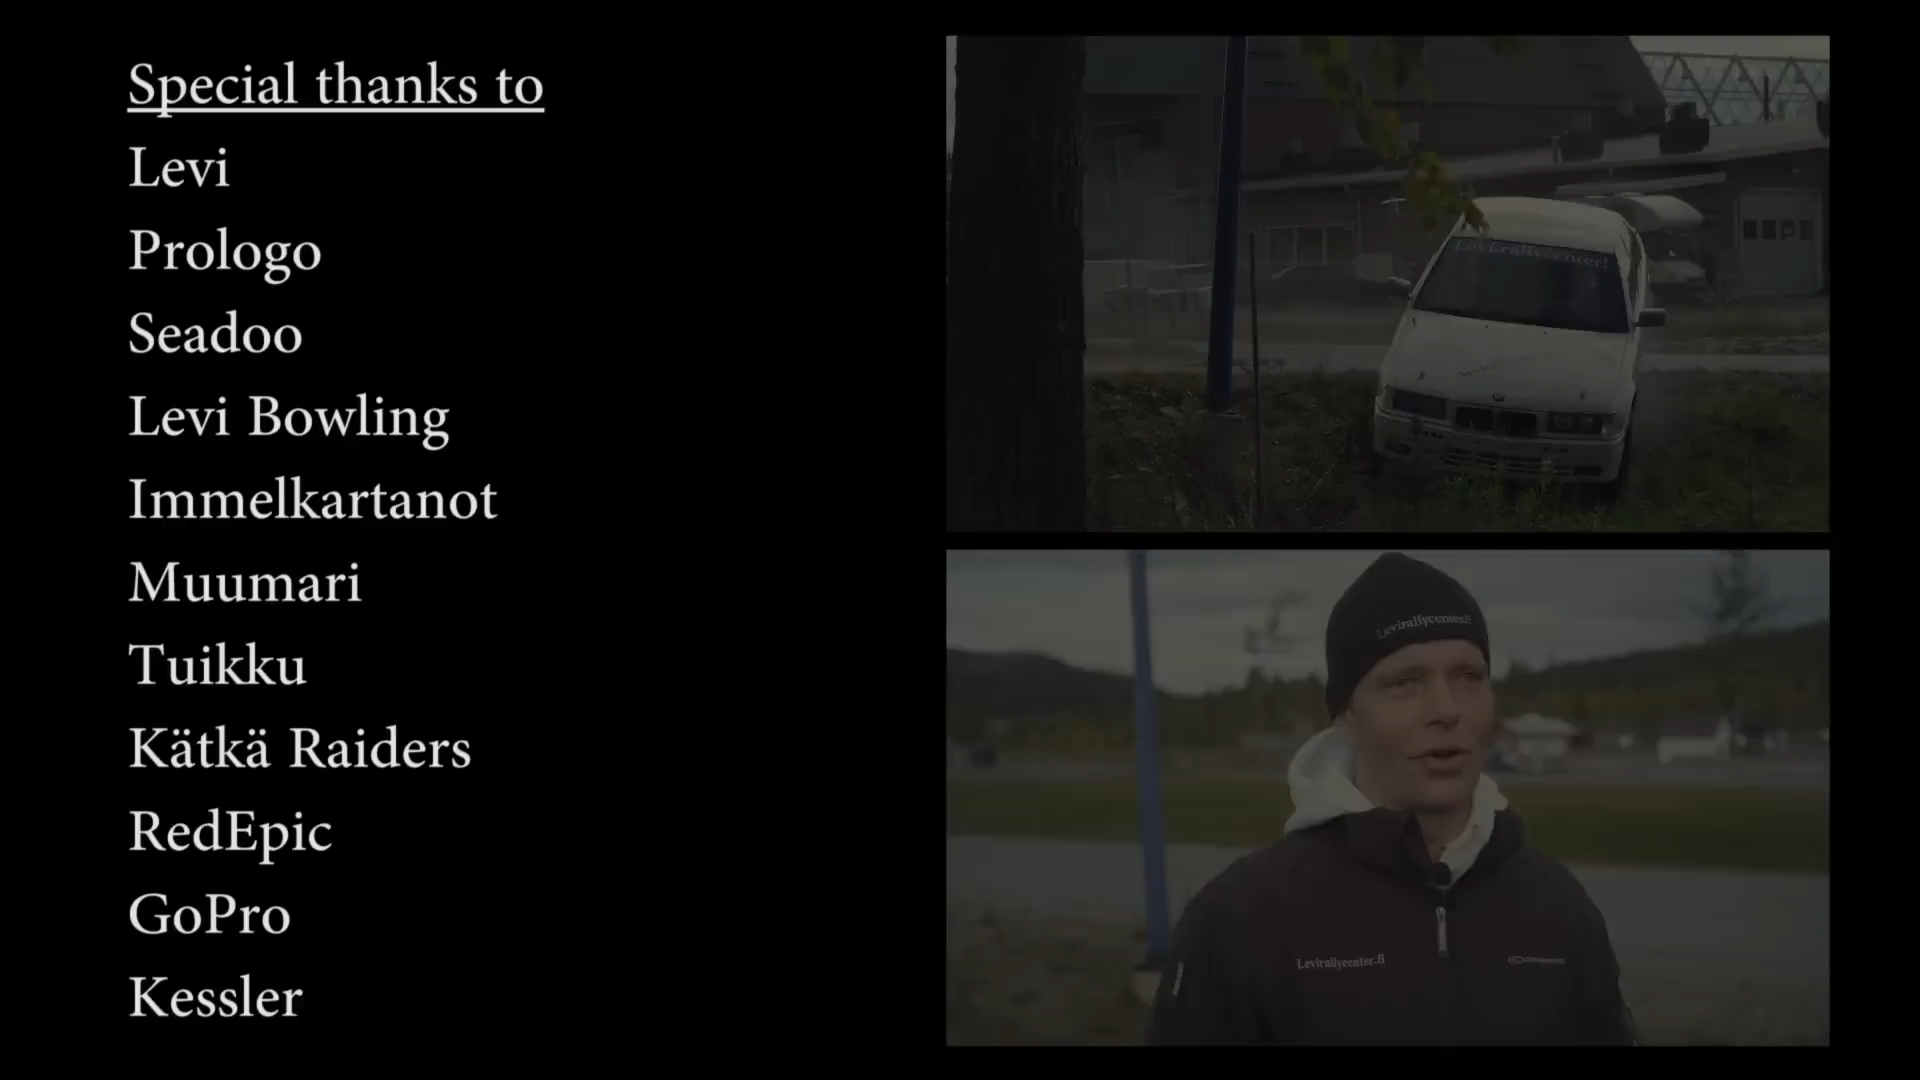 Special thanks to
Levi
Prologo
Seadoo
Levi Bowling
Immelkartanot
Muumari
Tuikku
Kätkä Raiders
RedEpic
GoPro
Kessler
Levirallycenter!
Levirallycenter.fi
Levirallycenter.fi